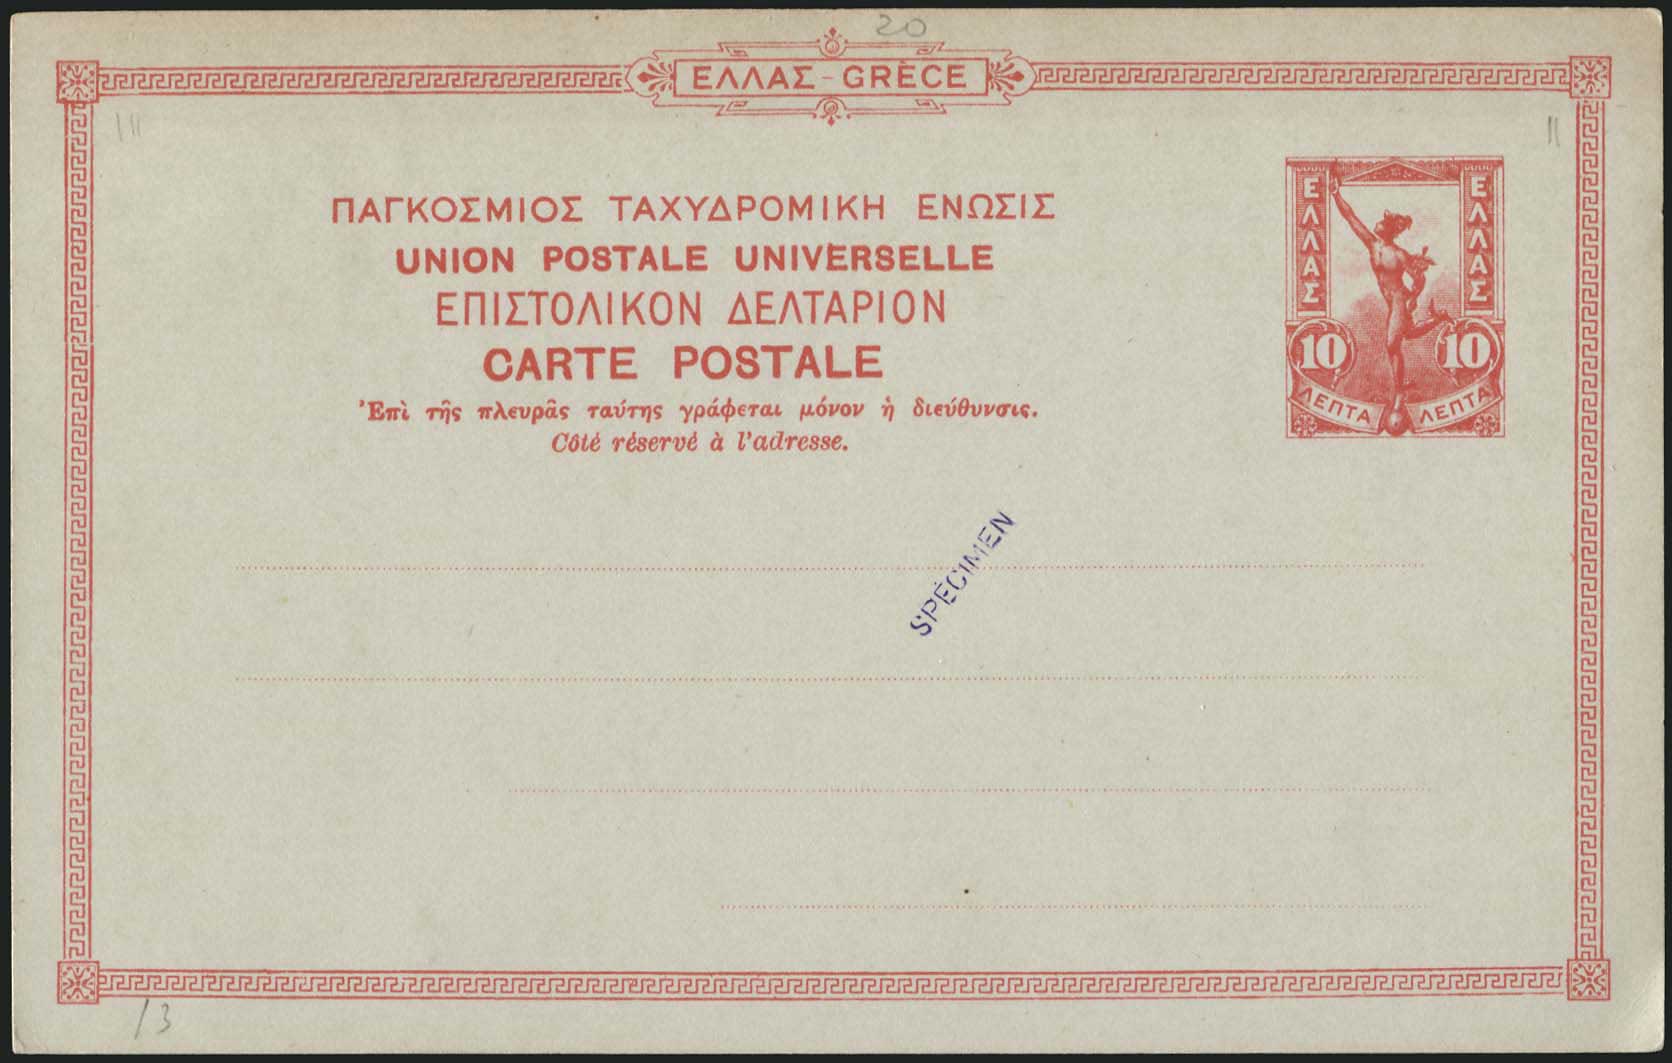 20
ΕΛΛΑΣ - GRÈCE
ΠΑΓΚΟΣΜΙΟΣ ΤΑΧΥΔΡΟΜΙΚΗ ΕΝΩΣΙΣ
UNION POSTALE UNIVERSELLE
ΕΠΙΣΤΟΛΙΚΟΝ ΔΕΛΤΑΡΙΟΝ
CARTE POSTALE
Ἐπὶ τῆς πλευρᾶς ταύτης γράφεται μόνον ἡ διεύθυνσις.
Côté réservé à l'adresse.
ΕΛΛΑΣ
ΕΛΛΑΣ
10
10
ΛΕΠΤΑ
ΛΕΠΤΑ
SPÉCIMEN